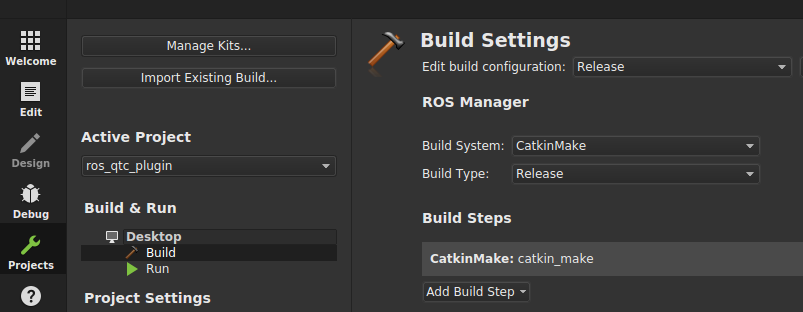 Welcome
Edit
Design
Debug
Projects
Manage Kits...
Import Existing Build...
Active Project
ros_qtc_plugin
Build & Run
Desktop
Build
Run
Project Settings
Build Settings
Edit build configuration: Release
ROS Manager
Build System: CatkinMake
Build Type: Release
Build Steps
CatkinMake: catkin_make
Add Build Step